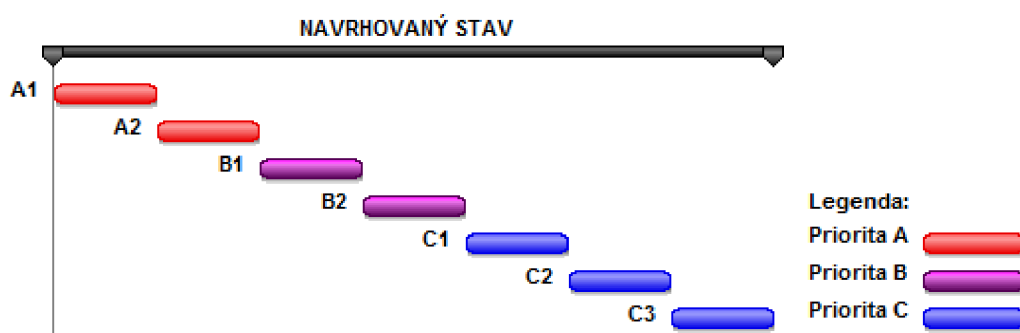 NAVRHOVANÝ STAV
A1
A2
B1
B2
C1
C2
C3
Legenda:
Priorita A
Priorita B
Priorita C